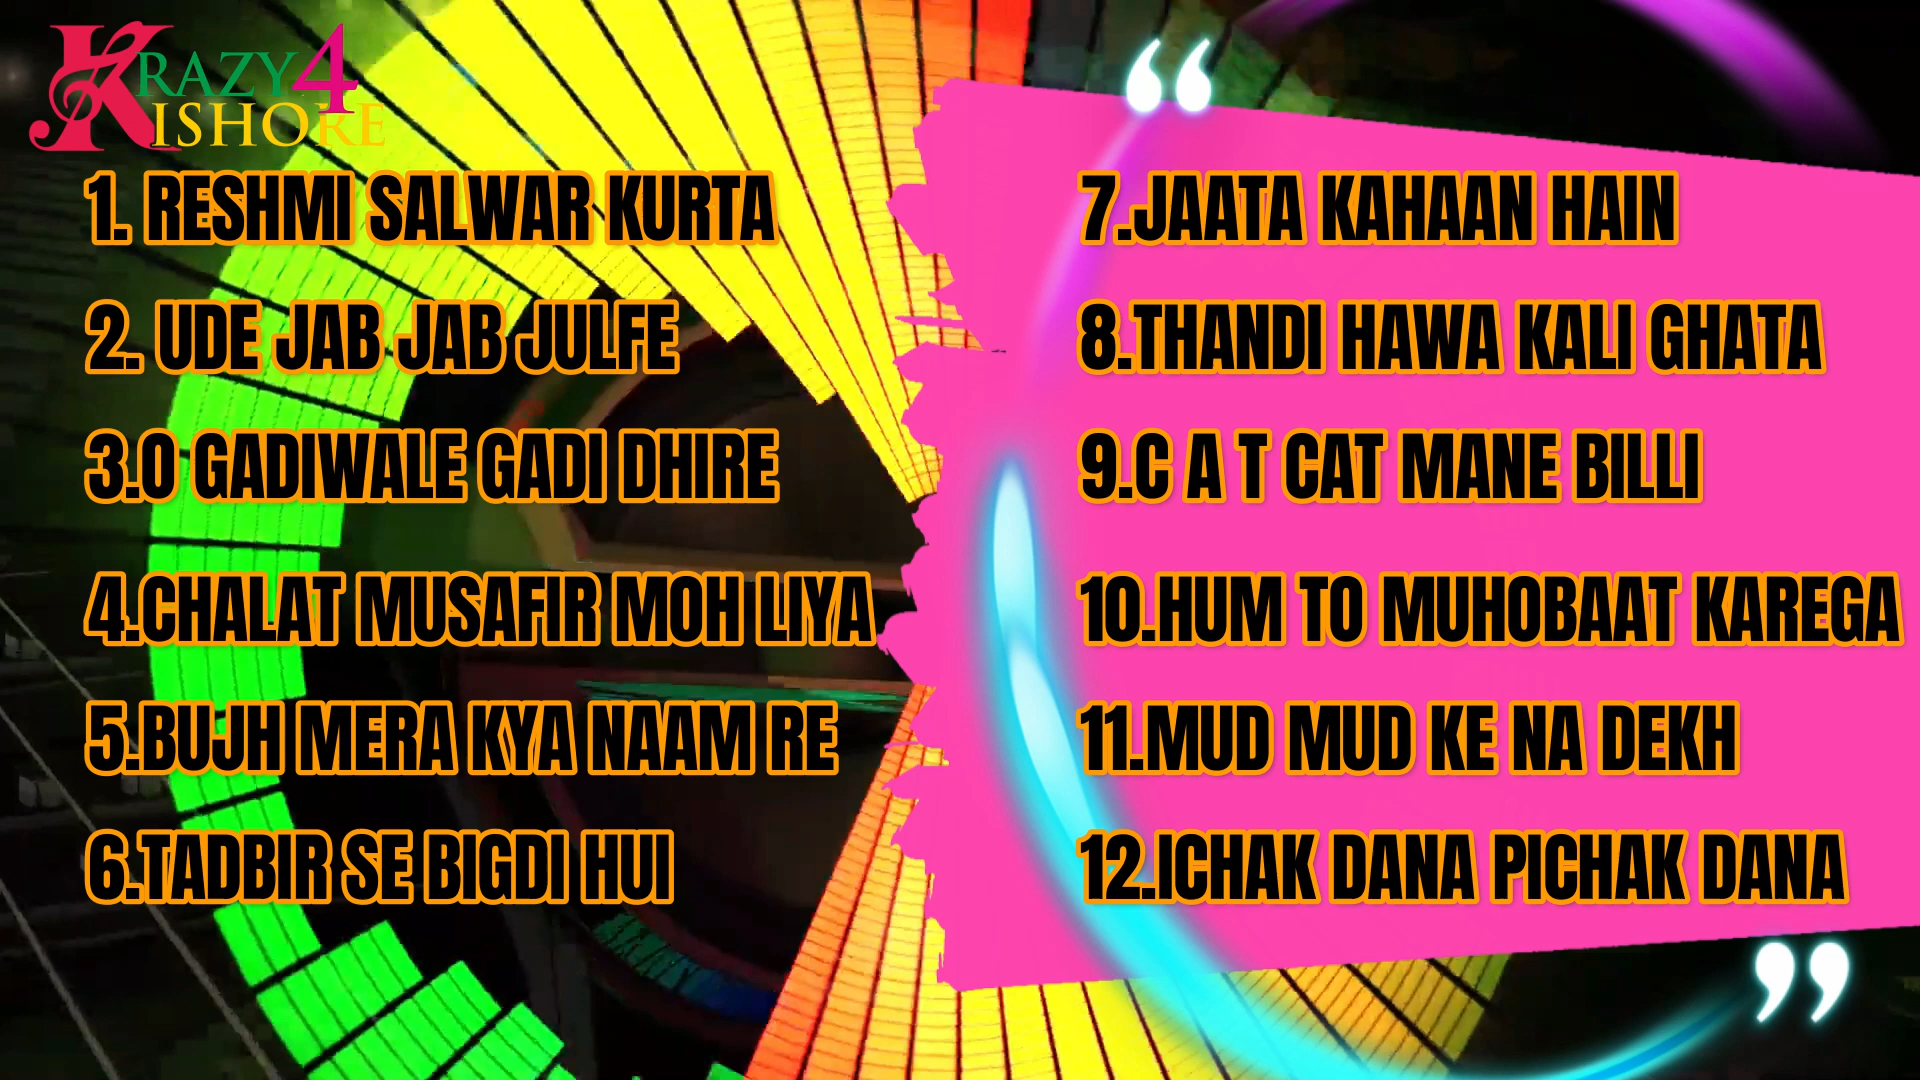 KRAZY4
KISHORE
1. RESHMI SALWAR KURTA
2. UDE JAB JAB JULFE
3.O GADIWALE GADI DHIRE
4.CHALAT MUSAFIR MOH LIYA
5.BUJH MERA KYA NAAM RE
6.TADBIR SE BIGDI HUI
“
7.JAATA KAHAAN HAIN
8.THANDI HAWA KALI GHATA
9.C A T CAT MANE BILLI
10.HUM TO MUHOBAAT KAREGA
11.MUD MUD KE NA DEKH
12.ICHAK DANA PICHAK DANA
”